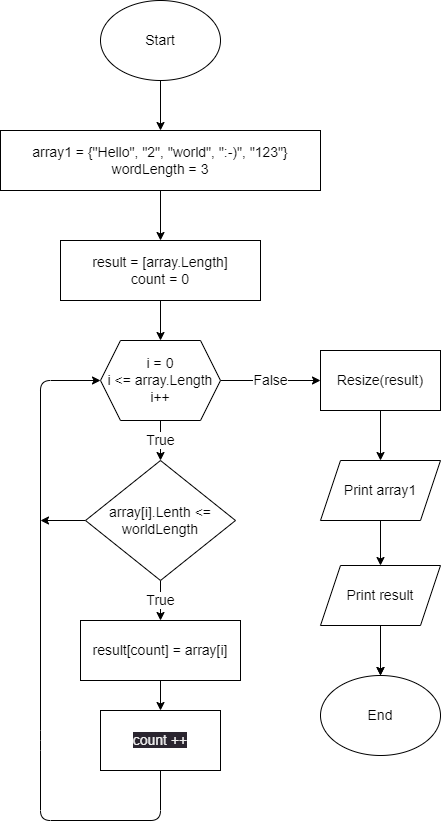 Start
array1 = {"Hello", "2", "world", ":-)", "123"}
wordLength = 3
result = [array.Length]
count = 0
i = 0
i <= array.Length
i++
False
Resize(result)
True
array[i].Lenth <=
worldLength
Print array1
True
Print result
result[count] = array[i]
End
count ++